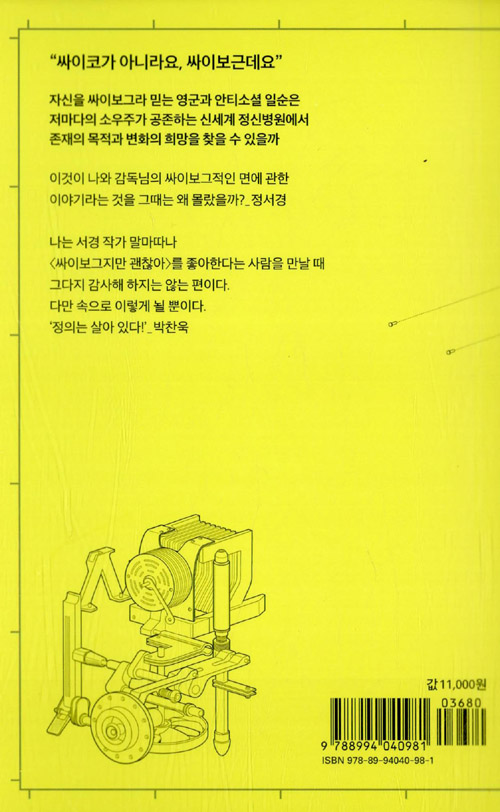 “싸이코가 아니라요, 싸이보근데요”
자신을 싸이보그라 믿는 영군과 안티소셜 일순은
저마다의 소우주가 공존하는 신세계 정신병원에서
존재의 목적과 변화의 희망을 찾을 수 있을까
이것이 나와 감독님의 싸이보그적인 면에 관한
이야기라는 것을 그때는 왜 몰랐을까?_정서경
나는 서경 작가 말마따나
〈싸이보그지만 괜찮아〉를 좋아한다는 사람을 만날 때
그다지 감사해 하지는 않는 편이다.
다만 속으로 이렇게 뇔 뿐이다.
‘정의는 살아 있다!’_박찬욱
값 11,000원
03680
9 788994 040981
ISBN 978-89-94040-98-1